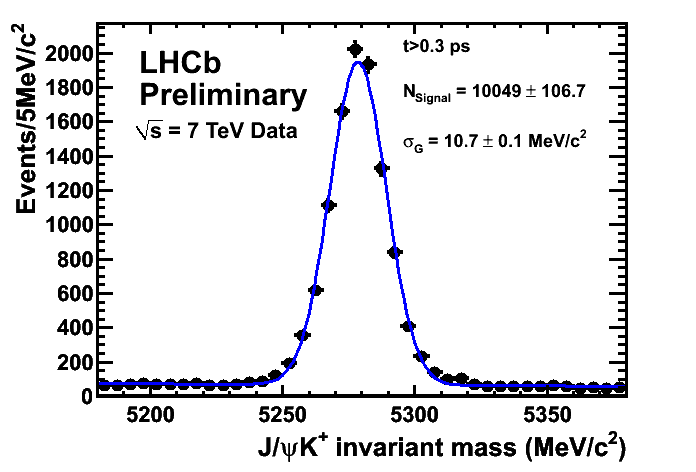 LHCb
Preliminary
√s = 7 TeV Data
t>0.3 ps
N_Signal = 10049 ± 106.7
σ_G = 10.7 ± 0.1 MeV/c²
Events/5MeV/c²
2000
1800
1600
1400
1200
1000
800
600
400
200
0
5200 5250 5300 5350
J/ψK⁺ invariant mass (MeV/c²)